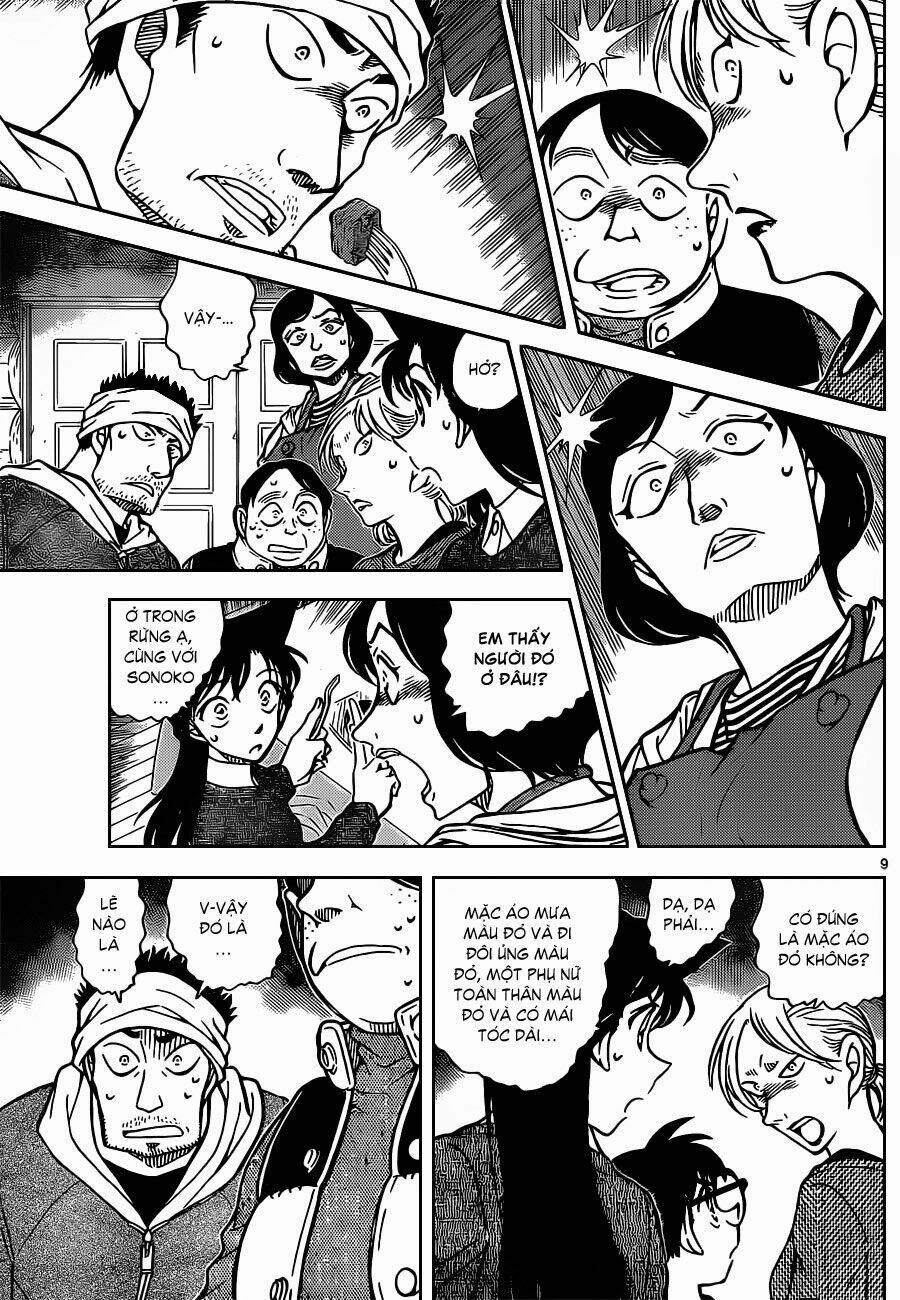 HỚ?
VẬY-...
EM THẤY
NGƯỜI ĐÓ
Ở ĐÂU!?
Ở TRONG
RỪNG Ạ,
CÙNG VỚI
SONOKO
...
9
CÓ ĐÚNG
LÀ MẶC ÁO
ĐỎ KHÔNG?
DẠ, DẠ
PHẢI...
MẶC ÁO MƯA
MÀU ĐỎ VÀ ĐI
ĐÔI ỦNG MÀU
ĐỎ, MỘT PHỤ NỮ
TOÀN THÂN MÀU
ĐỎ VÀ CÓ MÁI
TÓC DÀI...
V-VẬY
ĐÓ LÀ
...
LẼ
NÀO
LÀ
...